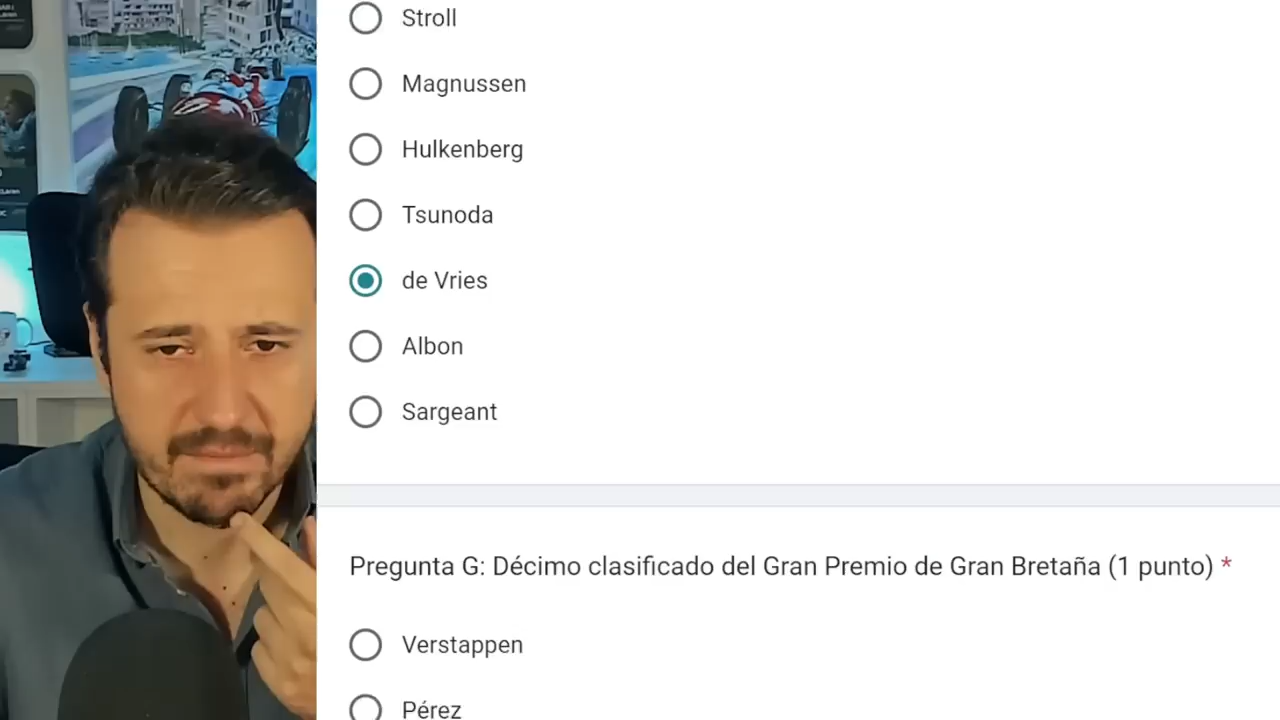 Stroll
Magnussen
Hulkenberg
Tsunoda
de Vries
Albon
Sargeant
Pregunta G: Décimo clasificado del Gran Premio de Gran Bretaña (1 punto) *
Verstappen
Pérez